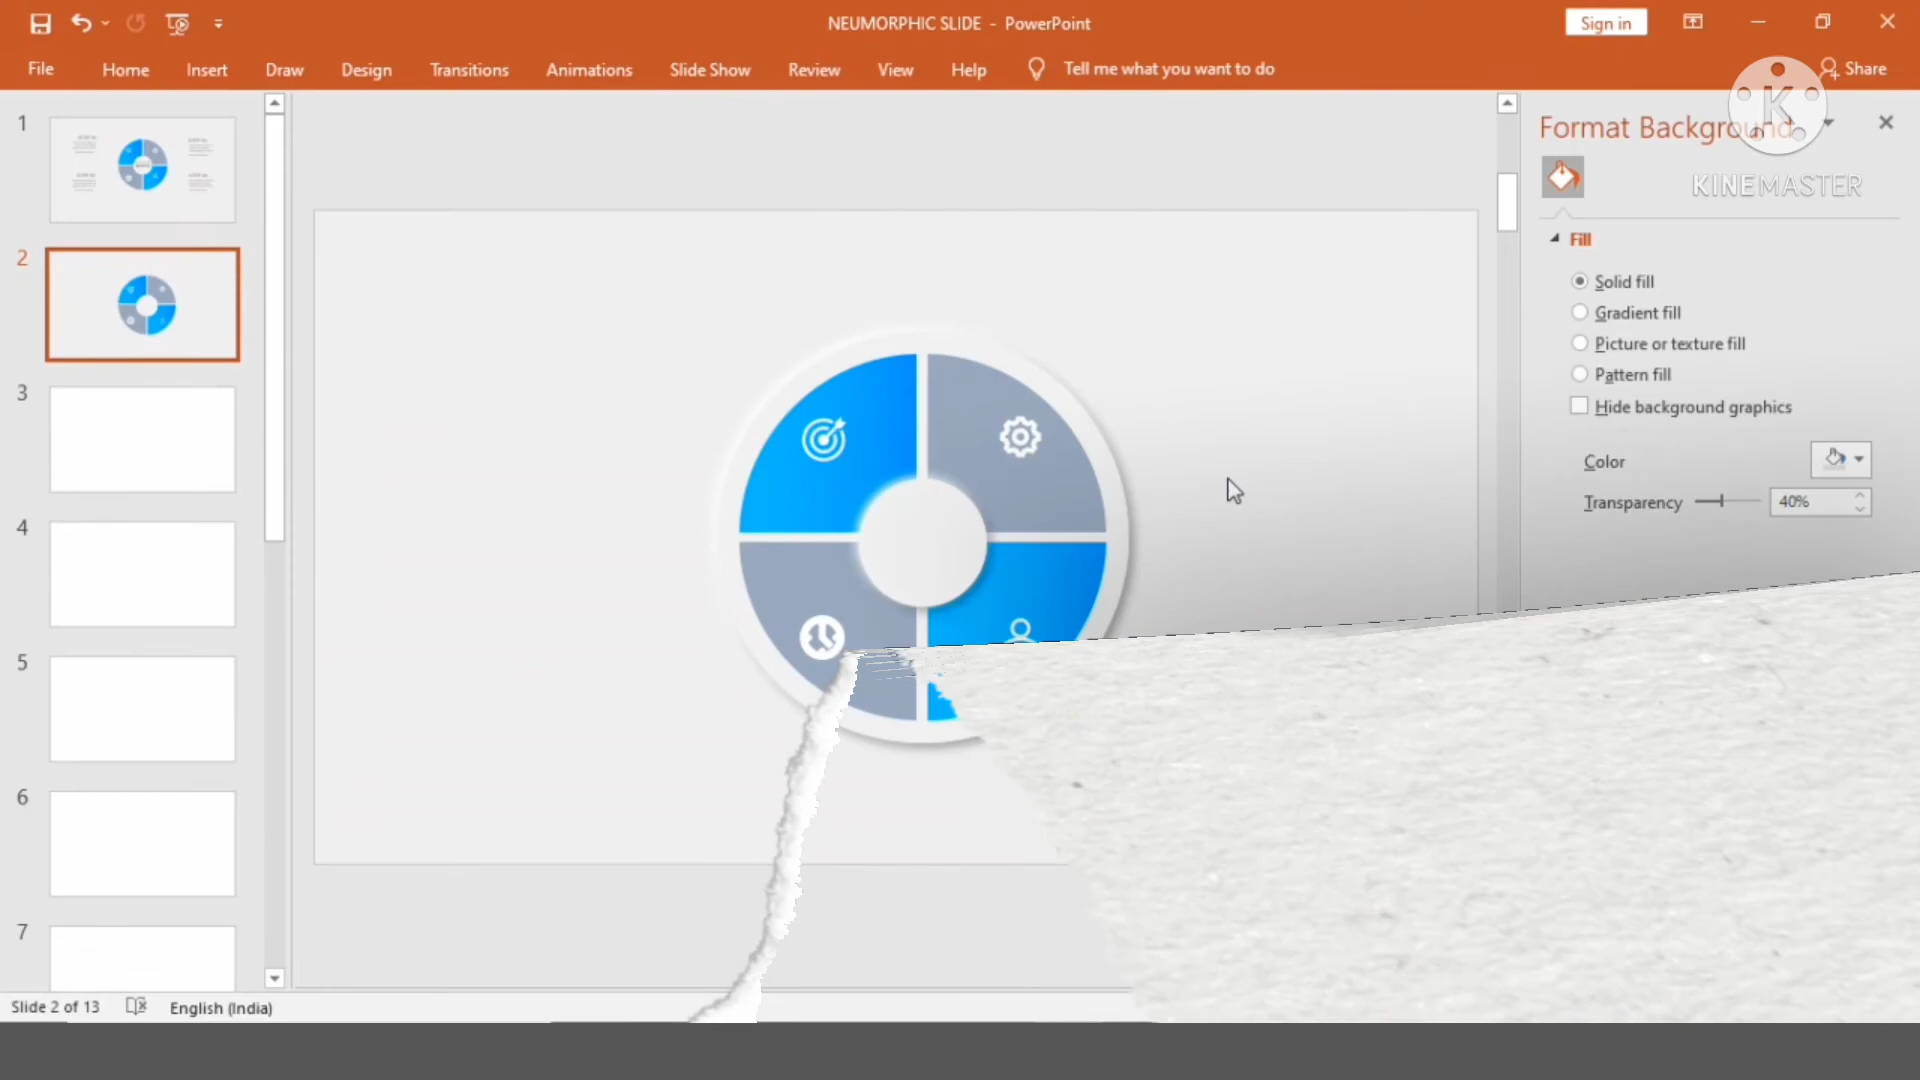 NEUMORPHIC SLIDE - PowerPoint
Sign in
File Home Insert Draw Design Transitions Animations Slide Show Review View Help Tell me what you want to do Share
1
2
3
4
5
6
7
Format Background
K
KINEMASTER
Fill
Solid fill
Gradient fill
Picture or texture fill
Pattern fill
Hide background graphics
Color
Transparency 40%
Slide 2 of 13 English (India)